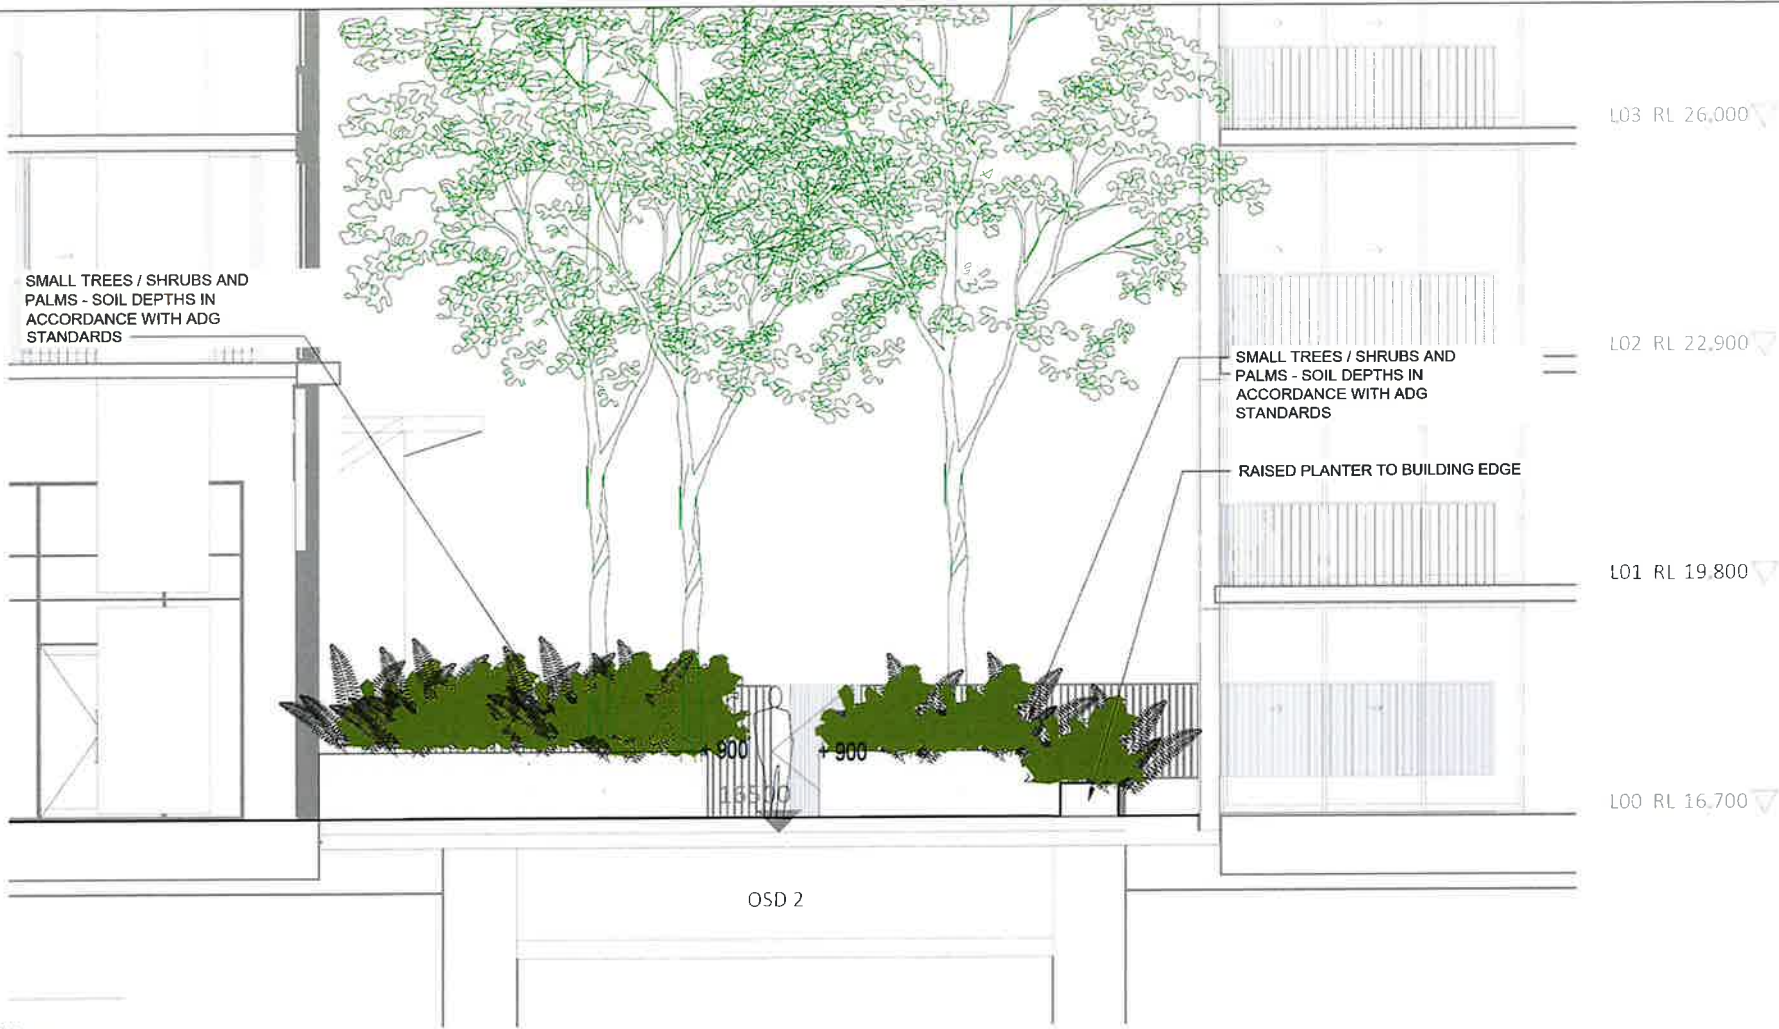 L03 RL 26,000
SMALL TREES / SHRUBS AND
PALMS - SOIL DEPTHS IN
ACCORDANCE WITH ADG
STANDARDS
L02 RL 22,900
SMALL TREES / SHRUBS AND
PALMS - SOIL DEPTHS IN
ACCORDANCE WITH ADG
STANDARDS
RAISED PLANTER TO BUILDING EDGE
L01 RL 19,800
+ 900
+ 900
L00 RL 16,700
OSD 2